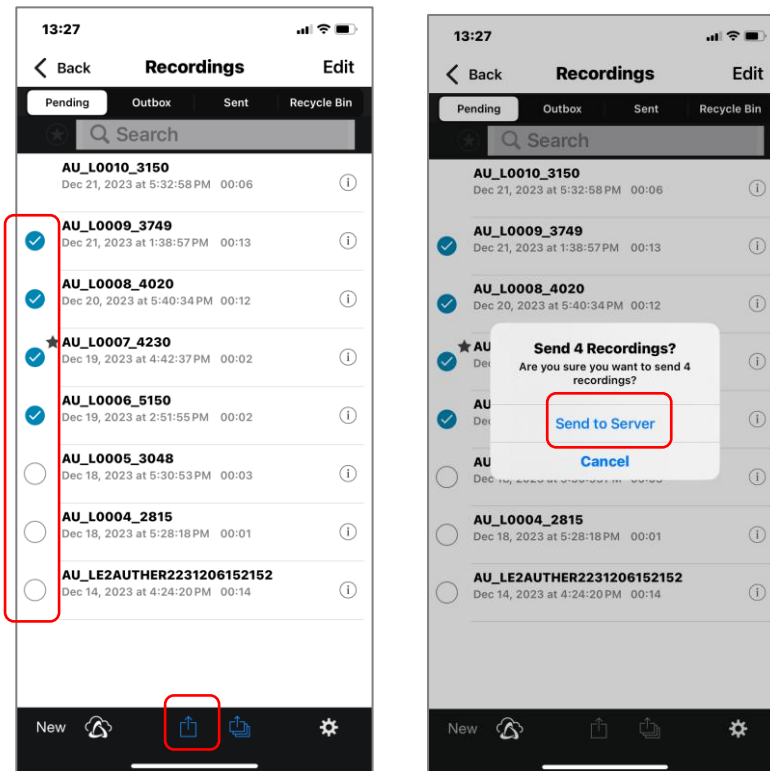 13:27
Back Recordings Edit
Pending Outbox Sent Recycle Bin
Search
AU_L0010_3150
Dec 21, 2023 at 5:32:58 PM 00:06
AU_L0009_3749
Dec 21, 2023 at 1:38:57 PM 00:13
AU_L0008_4020
Dec 20, 2023 at 5:40:34 PM 00:12
AU_L0007_4230
Dec 19, 2023 at 4:42:37 PM 00:02
AU_L0006_5150
Dec 19, 2023 at 2:51:55 PM 00:02
AU_L0005_3048
Dec 18, 2023 at 5:30:53 PM 00:03
AU_L0004_2815
Dec 18, 2023 at 5:28:18 PM 00:01
AU_LE2AUTHER2231206152152
Dec 14, 2023 at 4:24:20 PM 00:14
New
13:27
Back Recordings Edit
Pending Outbox Sent Recycle Bin
Search
AU_L0010_3150
Dec 21, 2023 at 5:32:58 PM 00:06
AU_L0009_3749
Dec 21, 2023 at 1:38:57 PM 00:13
AU_L0008_4020
Dec 20, 2023 at 5:40:34 PM 00:12
AU
Dec
Send 4 Recordings?
Are you sure you want to send 4
recordings?
AU
Dec
Send to Server
AU
Dec
Cancel
AU_L0004_2815
Dec 18, 2023 at 5:28:18 PM 00:01
AU_LE2AUTHER2231206152152
Dec 14, 2023 at 4:24:20 PM 00:14
New